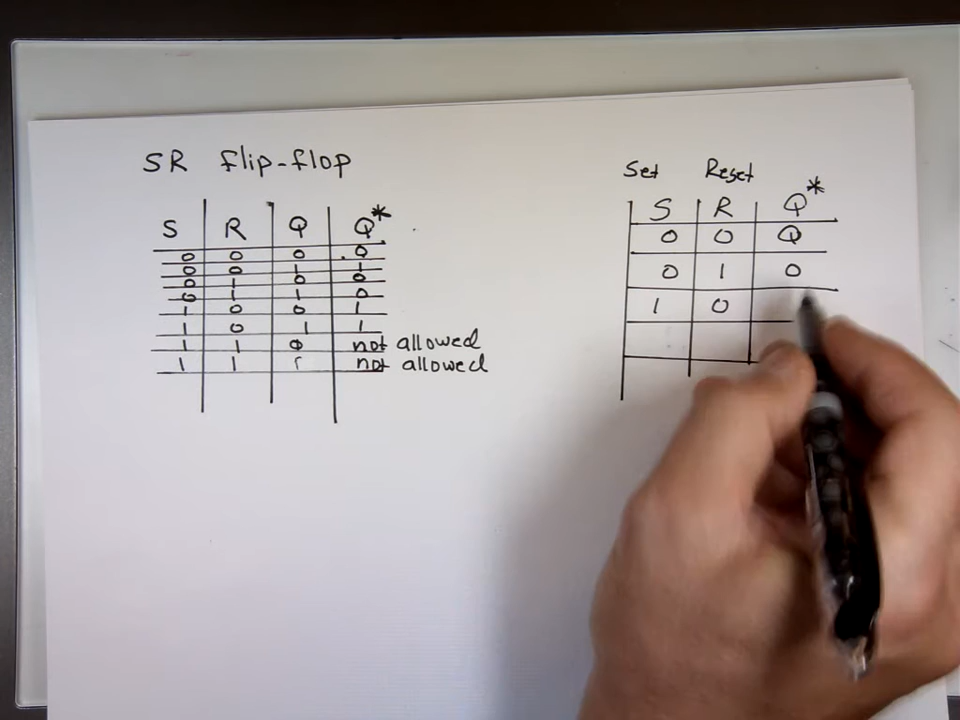 SR flip-flop
S R Q Q*
0 0 0 0
0 0 1 1
0 1 0 0
0 1 1 0
1 0 0 1
1 0 1 1
1 1 0 not allowed
1 1 1 not allowed
Set Reset
S R Q*
0 0 Q
0 1 0
1 0